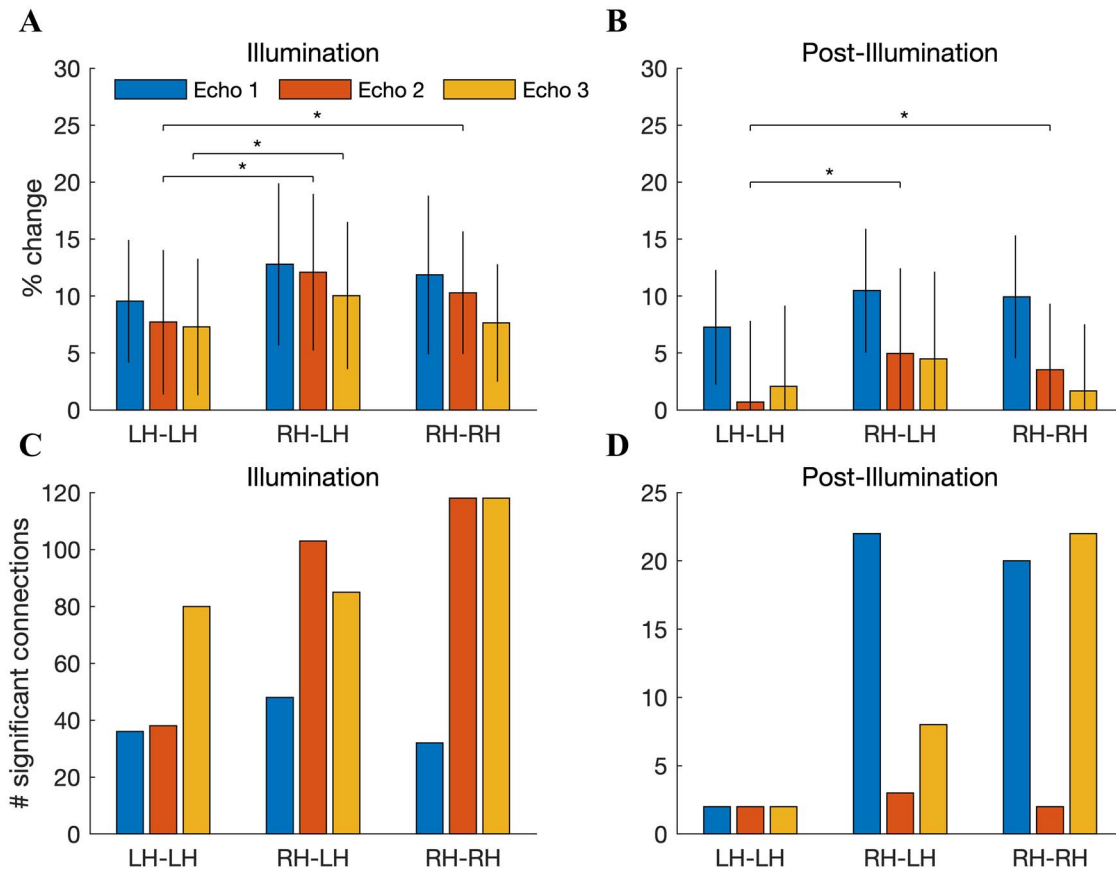 A
Illumination
30
25
20
15
10
5
0
% change
Echo 1 Echo 2 Echo 3
*
*
*
LH-LH RH-LH RH-RH
B
Post-Illumination
30
25
20
15
10
5
0
*
*
LH-LH RH-LH RH-RH
C
Illumination
120
100
80
60
40
20
0
# significant connections
LH-LH RH-LH RH-RH
D
Post-Illumination
25
20
15
10
5
0
LH-LH RH-LH RH-RH